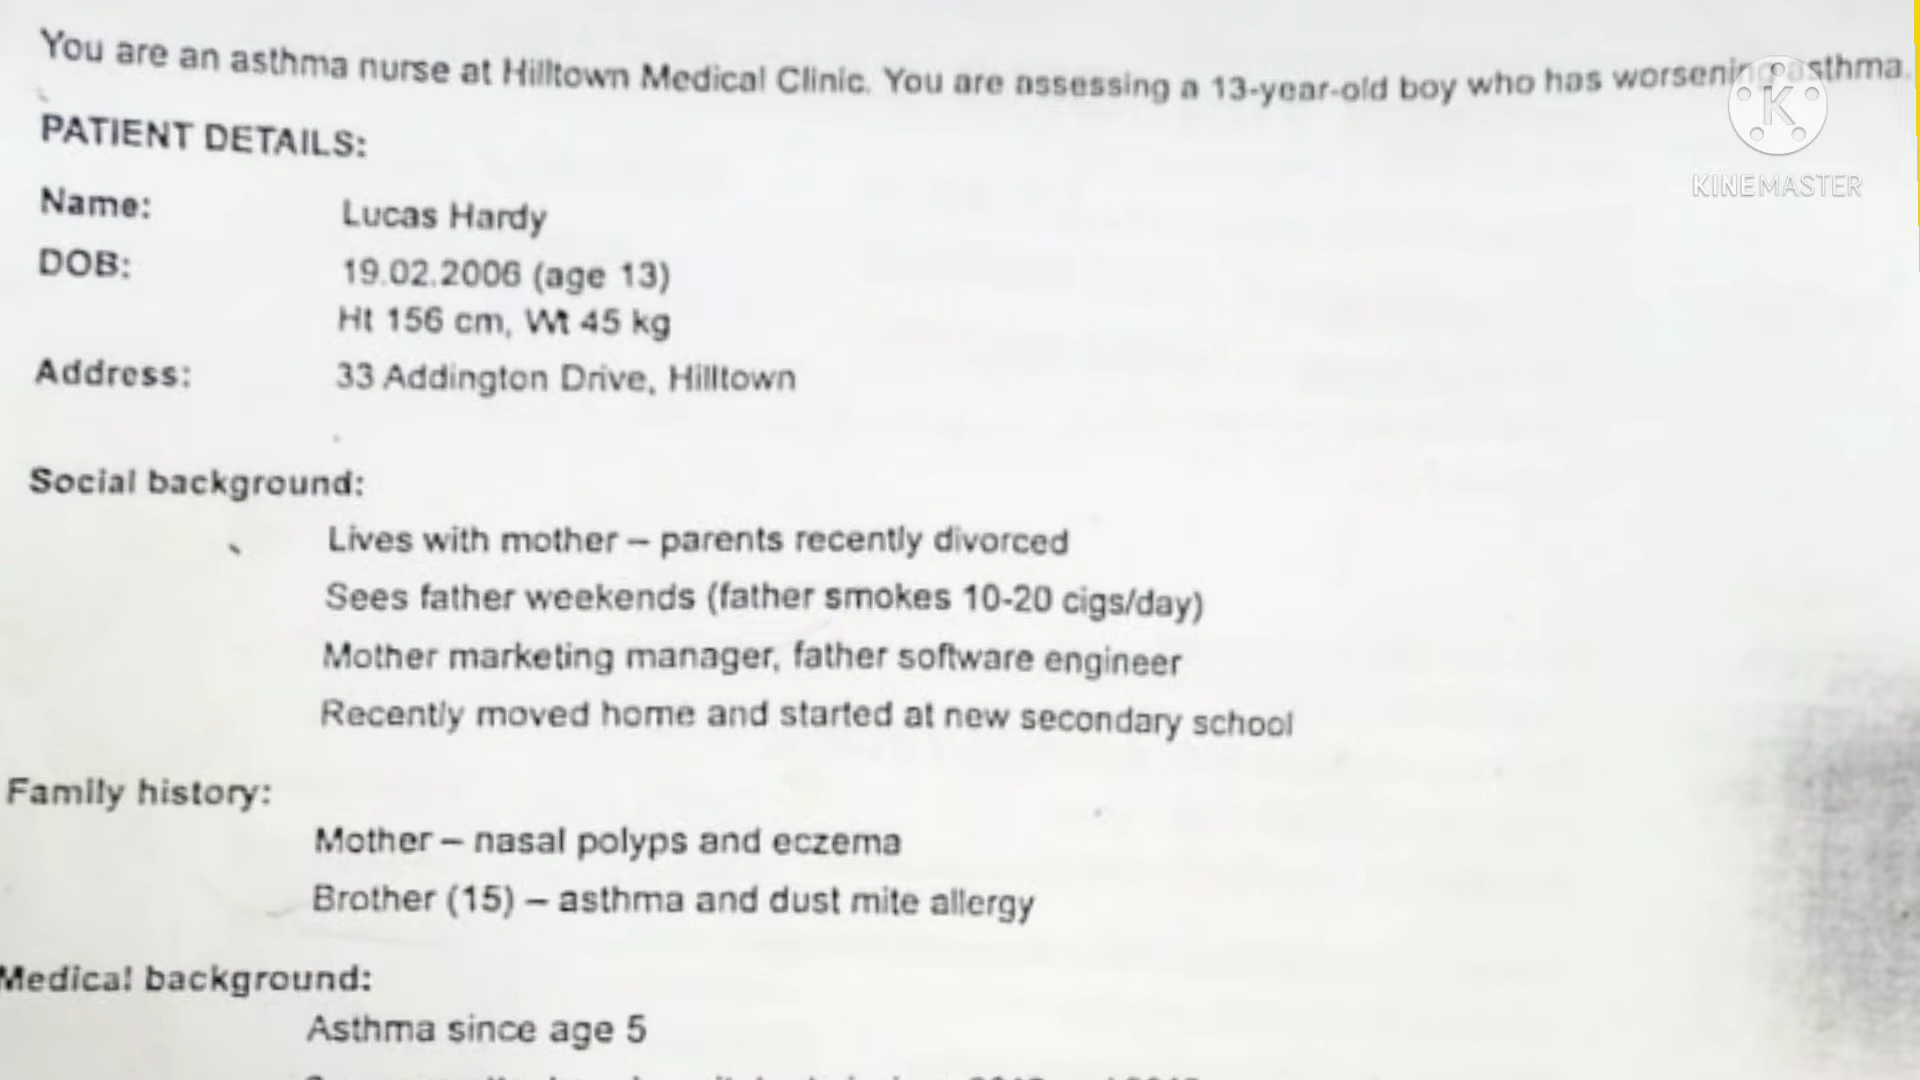 You are an asthma nurse at Hilltown Medical Clinic. You are assessing a 13-year-old boy who has worsening asthma.
KINEMASTER
PATIENT DETAILS:
Name: Lucas Hardy
DOB: 19.02.2006 (age 13)
Ht 156 cm, Wt 45 kg
Address: 33 Addington Drive, Hilltown
Social background:
Lives with mother – parents recently divorced
Sees father weekends (father smokes 10-20 cigs/day)
Mother marketing manager, father software engineer
Recently moved home and started at new secondary school
Family history:
Mother – nasal polyps and eczema
Brother (15) – asthma and dust mite allergy
Medical background:
Asthma since age 5